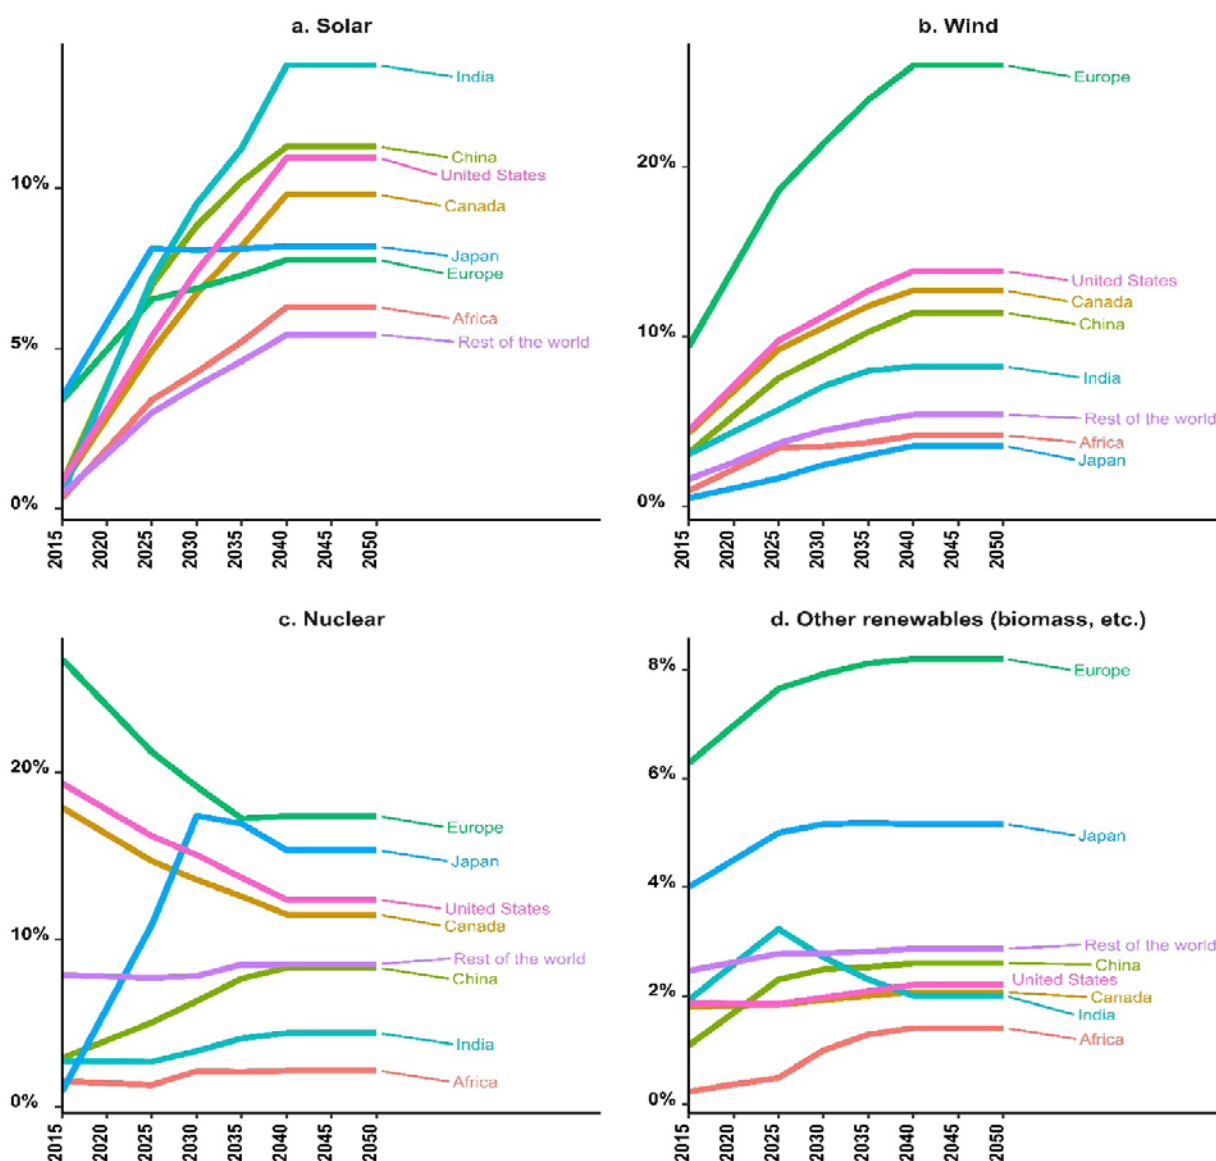 a. Solar
10%
5%
0%
India
China
United States
Canada
Japan
Europe
Africa
Rest of the world
2015
2020
2025
2030
2035
2040
2045
2050
b. Wind
20%
10%
0%
Europe
United States
Canada
China
India
Rest of the world
Africa
Japan
2015
2020
2025
2030
2035
2040
2045
2050
c. Nuclear
20%
10%
0%
Europe
Japan
United States
Canada
Rest of the world
China
India
Africa
2015
2020
2025
2030
2035
2040
2045
2050
d. Other renewables (biomass, etc.)
8%
6%
4%
2%
0%
Europe
Japan
Rest of the world
China
United States
Canada
India
Africa
2015
2020
2025
2030
2035
2040
2045
2050